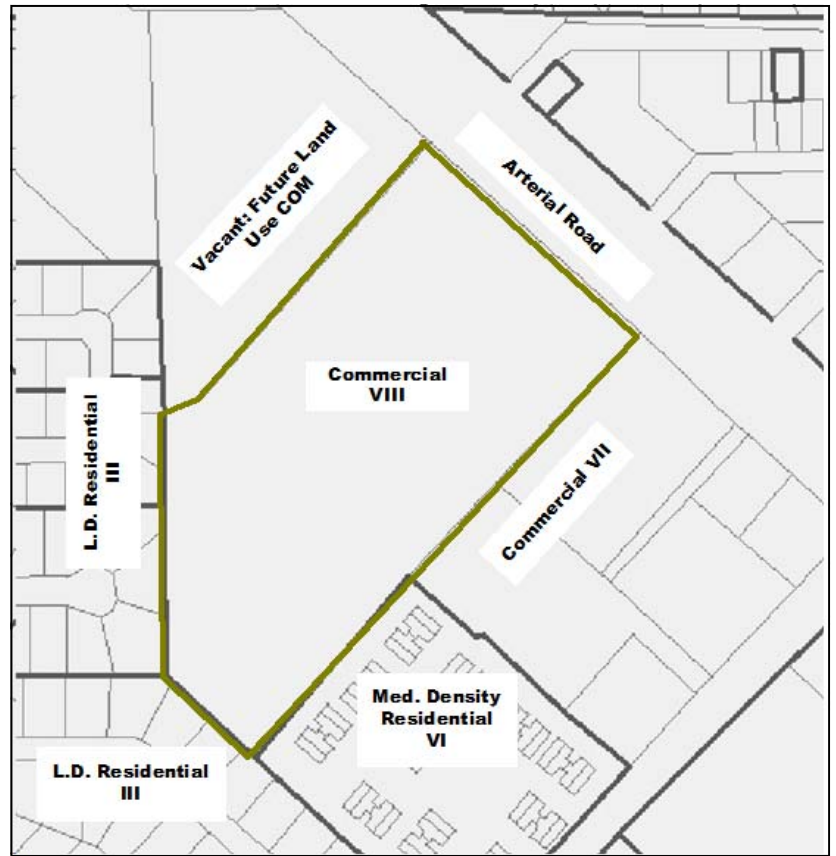 Vacant: Future Land
Use COM
Arterial Road
Commercial
VIII
L.D. Residential
III
Commercial VII
Med. Density
Residential
VI
L.D. Residential
III